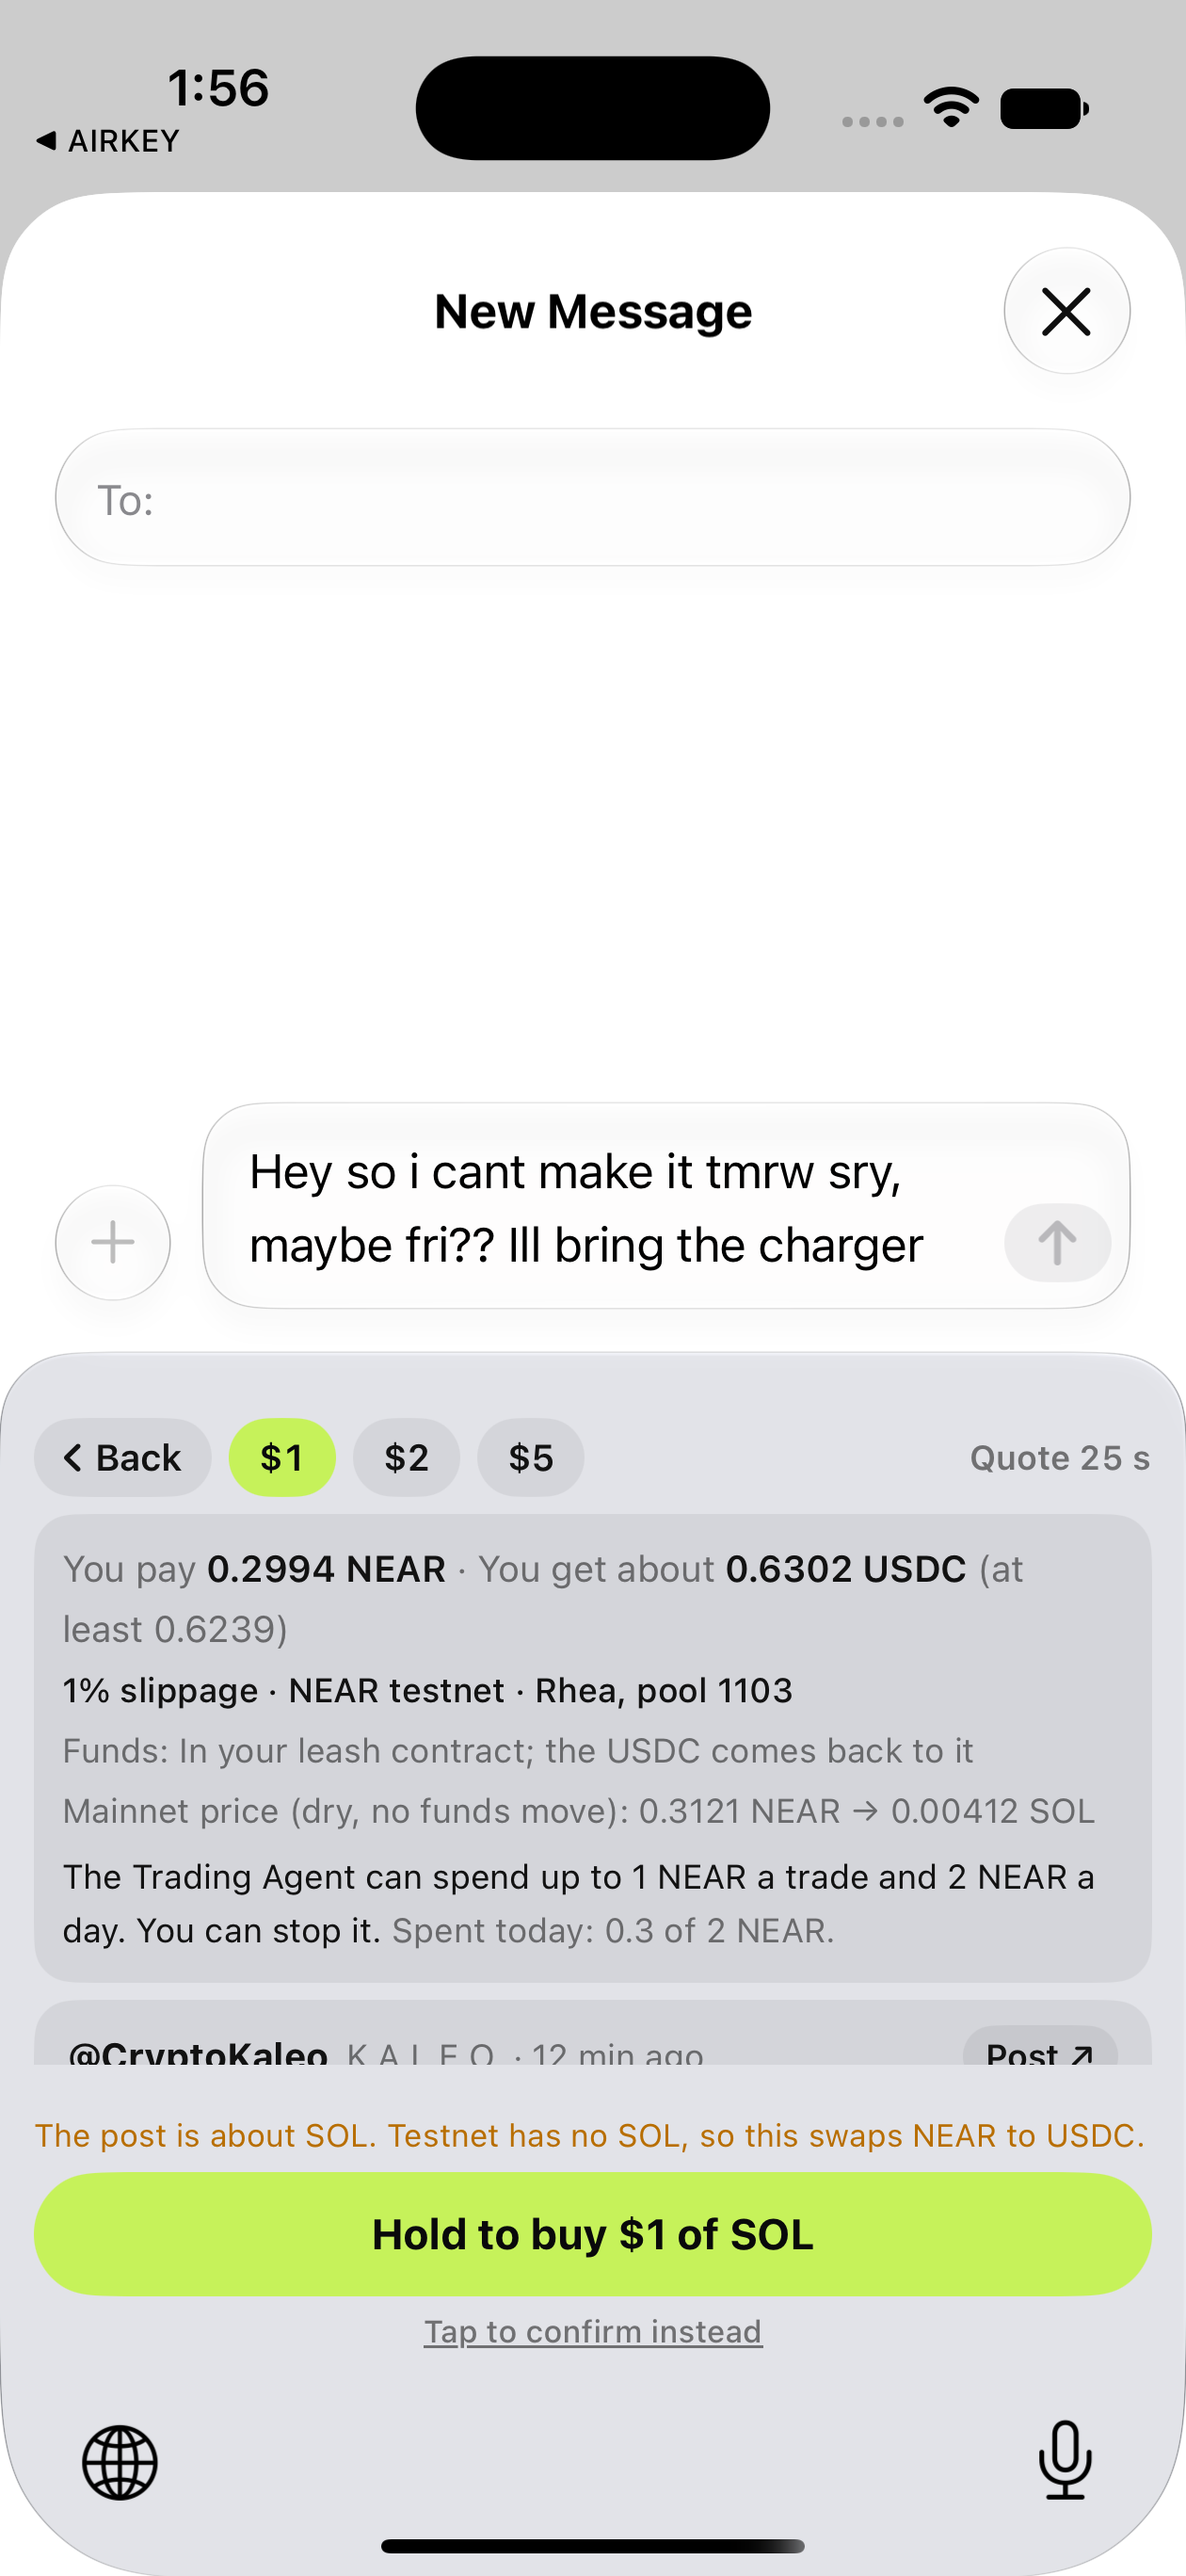 1:56
AIRKEY
New Message
To:
Hey so i cant make it tmrw sry,
maybe fri?? Ill bring the charger
Back $1 $2 $5 Quote 25 s
You pay 0.2994 NEAR · You get about 0.6302 USDC (at
least 0.6239)
1% slippage · NEAR testnet · Rhea, pool 1103
Funds: In your leash contract; the USDC comes back to it
Mainnet price (dry, no funds move): 0.3121 NEAR → 0.00412 SOL
The Trading Agent can spend up to 1 NEAR a trade and 2 NEAR a
day. You can stop it. Spent today: 0.3 of 2 NEAR.
@CryptoKaleo K A L E O · 12 min ago Post ↗
The post is about SOL. Testnet has no SOL, so this swaps NEAR to USDC.
Hold to buy $1 of SOL
Tap to confirm instead